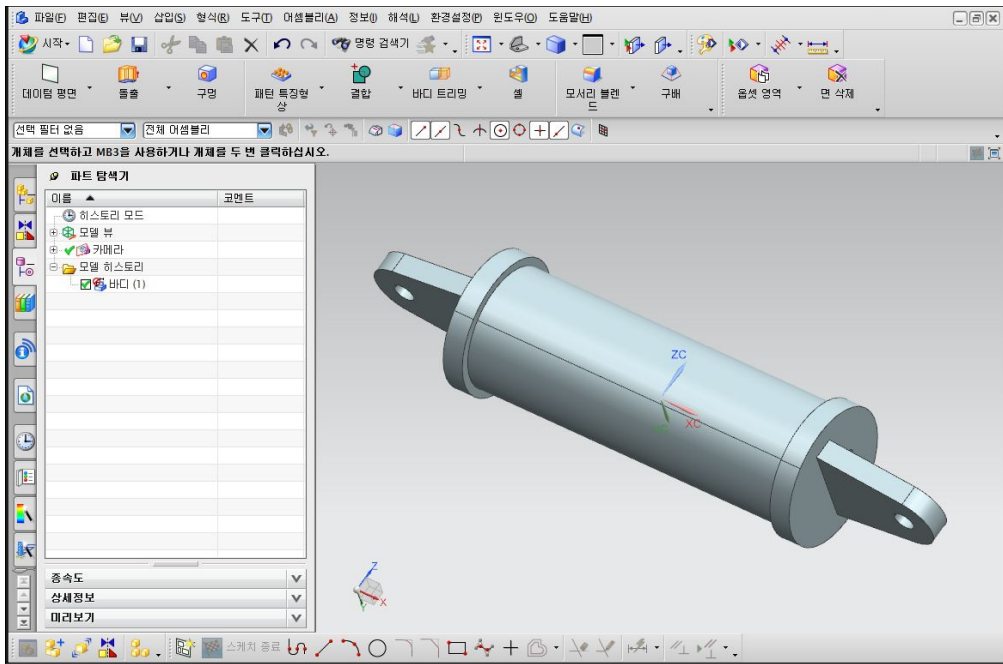 파일(F) 편집(E) 뷰(V) 삽입(S) 형식(R) 도구(T) 어셈블리(A) 정보(I) 해석(L) 환경설정(P) 윈도우(O) 도움말(H)
시작 명령 검색기
데이텀 평면 돌출 구멍 패턴 특징형상 결합 바디 트리밍 쉘 모서리 블렌드 구배 옵셋 영역 면 삭제
선택 필터 없음 전체 어셈블리
개체를 선택하고 MB3을 사용하거나 개체를 두 번 클릭하십시오.
파트 탐색기
이름 코멘트
히스토리 모드
모델 뷰
카메라
모델 히스토리
바디 (1)
ZC
XC
종속도
상세정보
미리보기
Z
X
스케치 종료